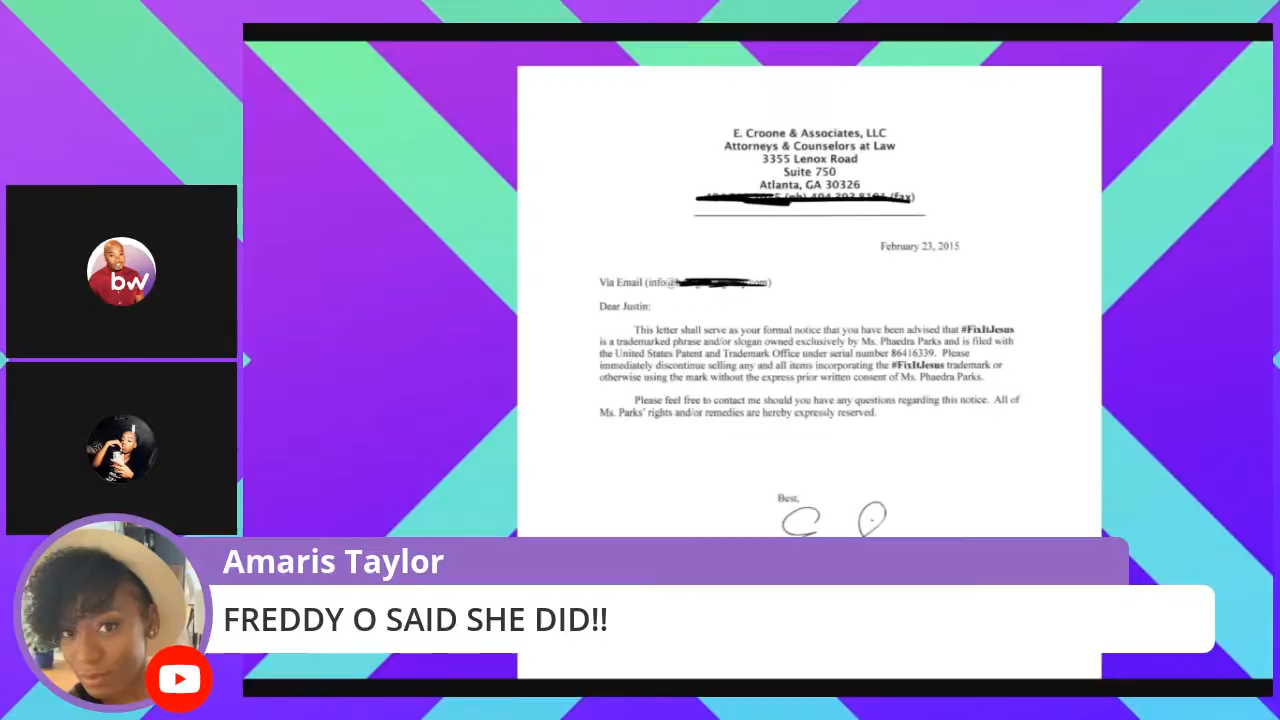 E. Croone & Associates, LLC
Attorneys & Counselors at Law
3355 Lenox Road
Suite 750
Atlanta, GA 30326
(ph) (fax)
February 23, 2015
Via Email (info@
Dear Justin:
This letter shall serve as your formal notice that you have been advised that #FixItJesus
is a trademarked phrase and/or slogan owned exclusively by Ms. Phaedra Parks and is filed with
the United States Patent and Trademark Office under serial number 86416339. Please
immediately discontinue selling any and all items incorporating the #FixItJesus trademark or
otherwise using the mark without the express prior written consent of Ms. Phaedra Parks.
Please feel free to contact me should you have any questions regarding this notice. All of
Ms. Parks' rights and/or remedies are hereby expressly reserved.
Best,
bw
Amaris Taylor
FREDDY O SAID SHE DID!!